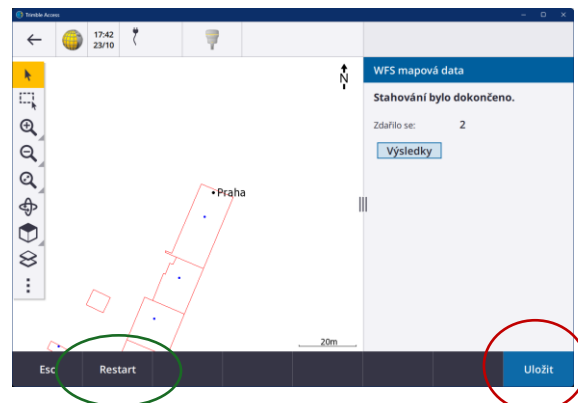 Trimble Access
17:42
23/10
N
WFS mapová data
Stahování bylo dokončeno.
Zdařilo se: 2
Výsledky
Praha
20m
Esc
Restart
Uložit